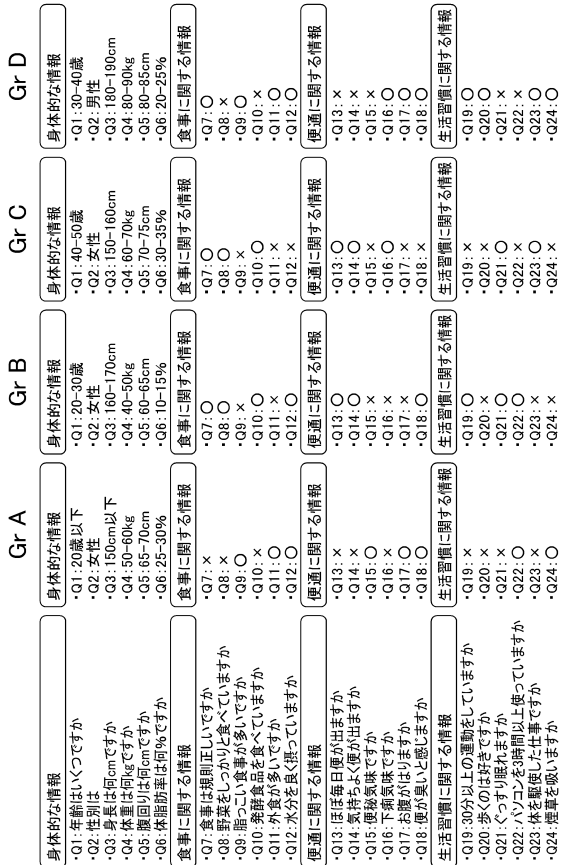 身体的な情報
・Q1:年齢はいくつですか
・Q2:性別は
・Q3:身長は何cmですか
・Q4:体重は何kgですか
・Q5:腹回りは何cmですか
・Q6:体脂肪率は何%ですか
食事に関する情報
・Q7:食事は規則正しいですか
・Q8:野菜をしっかりと食べていますか
・Q9:脂っこい食事が多いですか
・Q10:発酵食品を食べていますか
・Q11:外食が多いですか
・Q12:水分を良く摂っていますか
便通に関する情報
・Q13:ほぼ毎日便が出ますか
・Q14:気持ちよく便が出ますか
・Q15:便秘気味ですか
・Q16:下痢気味ですか
・Q17:お腹がはりますか
・Q18:便が臭いと感じますか
生活習慣に関する情報
・Q19:30分以上の運動をしていますか
・Q20:歩くのは好きですか
・Q21:ぐっすり眠れますか
・Q22:パソコンを3時間以上使っていますか
・Q23:体を駆使した仕事ですか
・Q24:煙草を吸いますか
Gr A
身体的な情報
・Q1:20歳以下
・Q2:女性
・Q3:150cm以下
・Q4:50-60kg
・Q5:65-70cm
・Q6:25-30%
食事に関する情報
・Q7:×
・Q8:×
・Q9:○
・Q10:×
・Q11:○
・Q12:○
便通に関する情報
・Q13:×
・Q14:×
・Q15:○
・Q16:×
・Q17:○
・Q18:○
生活習慣に関する情報
・Q19:×
・Q20:×
・Q21:×
・Q22:○
・Q23:×
・Q24:○
Gr B
身体的な情報
・Q1:20-30歳
・Q2:女性
・Q3:160-170cm
・Q4:40-50kg
・Q5:60-65cm
・Q6:10-15%
食事に関する情報
・Q7:○
・Q8:○
・Q9:×
・Q10:○
・Q11:×
・Q12:○
便通に関する情報
・Q13:○
・Q14:○
・Q15:×
・Q16:×
・Q17:×
・Q18:○
生活習慣に関する情報
・Q19:○
・Q20:×
・Q21:○
・Q22:○
・Q23:×
・Q24:×
Gr C
身体的な情報
・Q1:40-50歳
・Q2:女性
・Q3:150-160cm
・Q4:60-70kg
・Q5:70-75cm
・Q6:30-35%
食事に関する情報
・Q7:○
・Q8:○
・Q9:×
・Q10:○
・Q11:×
・Q12:×
便通に関する情報
・Q13:○
・Q14:○
・Q15:×
・Q16:○
・Q17:×
・Q18:×
生活習慣に関する情報
・Q19:×
・Q20:×
・Q21:○
・Q22:×
・Q23:○
・Q24:×
Gr D
身体的な情報
・Q1:30-40歳
・Q2:男性
・Q3:180-190cm
・Q4:80-90kg
・Q5:80-85cm
・Q6:20-25%
食事に関する情報
・Q7:○
・Q8:×
・Q9:○
・Q10:×
・Q11:○
・Q12:○
便通に関する情報
・Q13:×
・Q14:×
・Q15:×
・Q16:○
・Q17:○
・Q18:○
生活習慣に関する情報
・Q19:○
・Q20:○
・Q21:×
・Q22:×
・Q23:○
・Q24:○